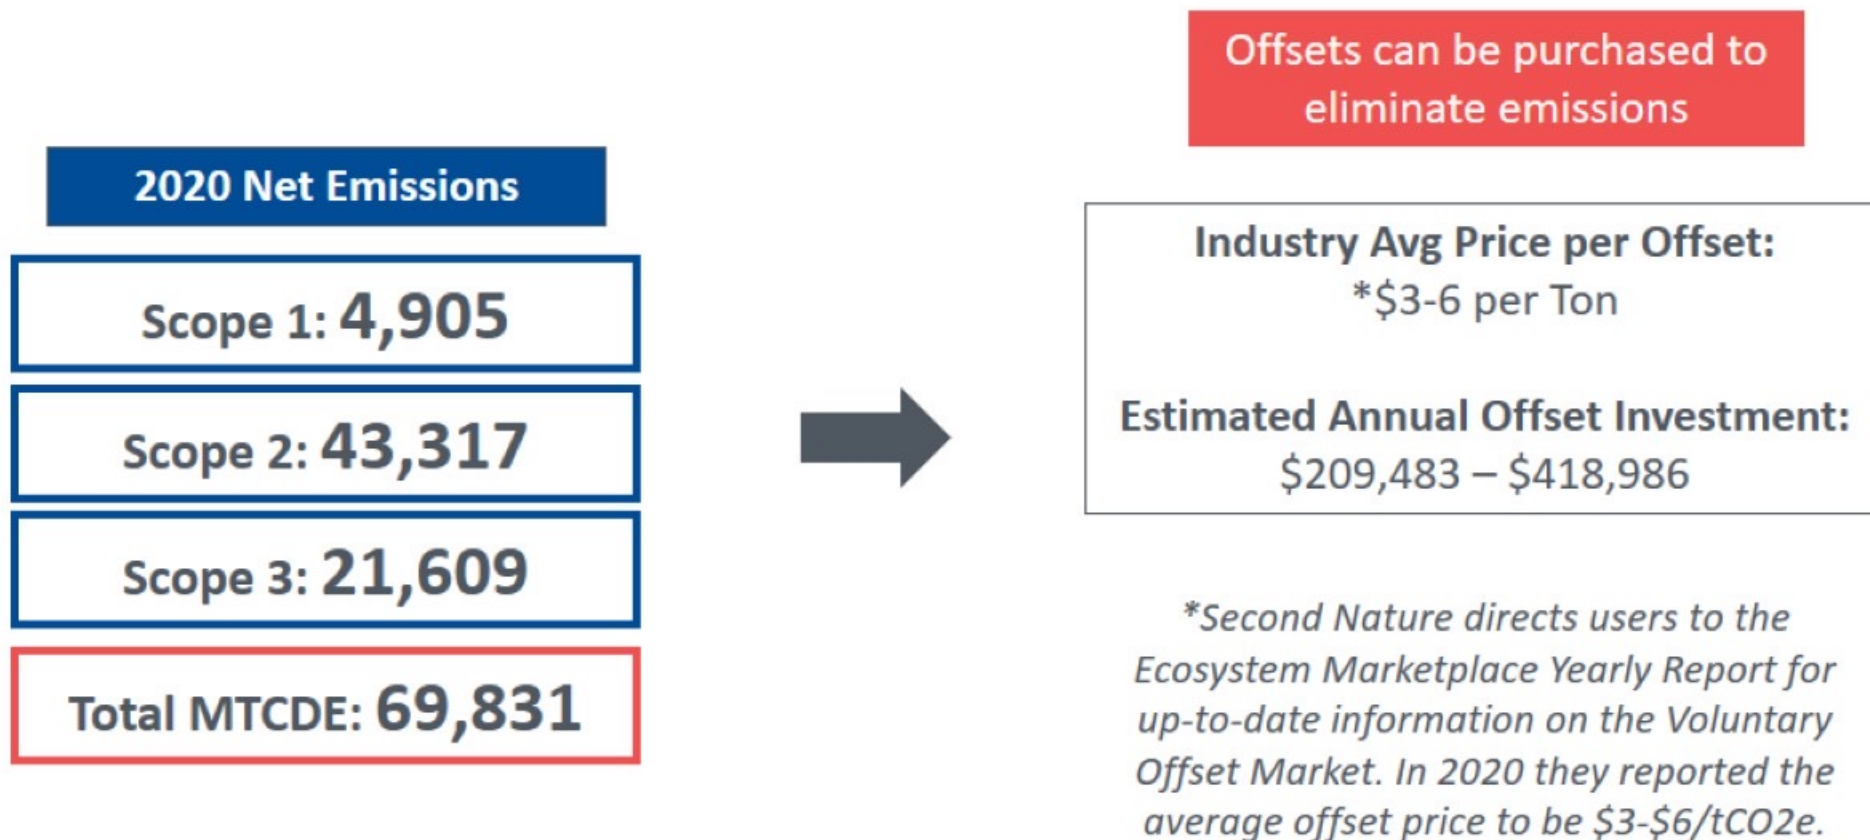 2020 Net Emissions
Scope 1: 4,905
Scope 2: 43,317
Scope 3: 21,609
Total MTCDE: 69,831
Offsets can be purchased to
eliminate emissions
Industry Avg Price per Offset:
*$3-6 per Ton
Estimated Annual Offset Investment:
$209,483 – $418,986
*Second Nature directs users to the
Ecosystem Marketplace Yearly Report for
up-to-date information on the Voluntary
Offset Market. In 2020 they reported the
average offset price to be $3-$6/tCO2e.